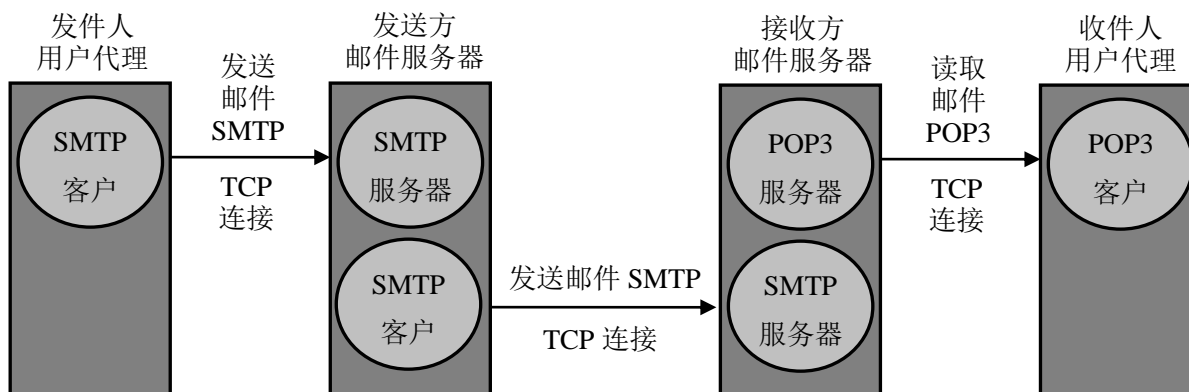 发件人
用户代理
发送
邮件
SMTP
TCP
连接
SMTP
客户
发送方
邮件服务器
SMTP
服务器
SMTP
客户
发送邮件 SMTP
TCP 连接
接收方
邮件服务器
POP3
服务器
SMTP
服务器
读取
邮件
POP3
TCP
连接
收件人
用户代理
POP3
客户